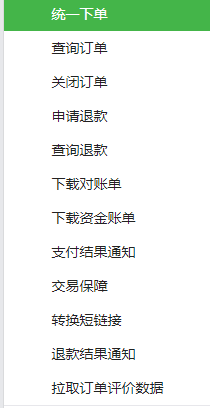 统一下单
查询订单
关闭订单
申请退款
查询退款
下载对账单
下载资金账单
支付结果通知
交易保障
转换短链接
退款结果通知
拉取订单评价数据